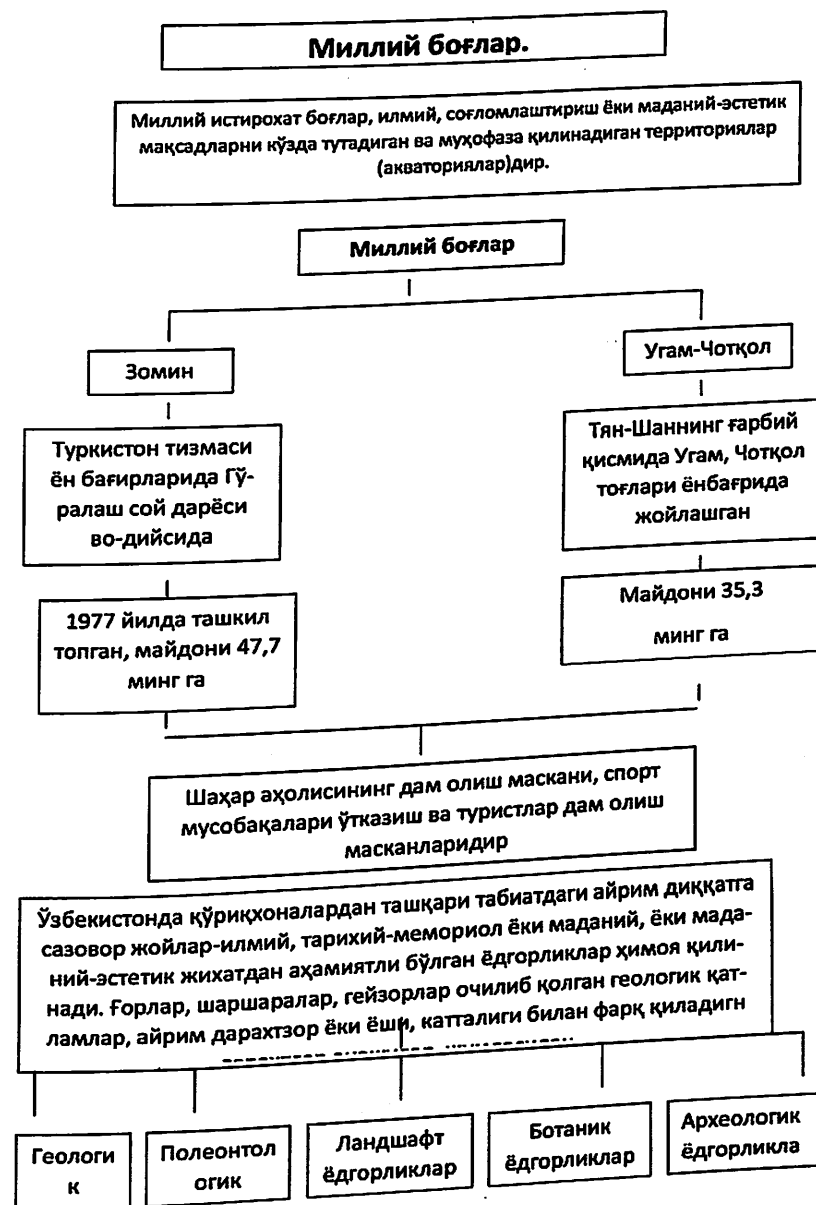 Миллий боғлар.
Миллий истирохат боғлар, илмий, соғломлаштириш ёки маданий-эстетик
мақсадларни кўзда тутадиган ва муҳофаза қилинадиган территориялар
(акваториялар)дир.
Миллий боғлар
Зомин
Угам-Чотқол
Туркистон тизмаси
ён бағирларида Гў-
ралаш сой дарёси
во-дийсида
Тян-Шаннинг ғарбий
қисмида Угам, Чотқол
тоғлари ёнбағрида
жойлашган
1977 йилда ташкил
топган, майдони 47,7
минг га
Майдони 35,3
минг га
Шаҳар аҳолисининг дам олиш маскани, спорт
мусобақалари ўтказиш ва туристлар дам олиш
масканларидир
Ўзбекистонда қўриқхоналардан ташқари табиатдаги айрим диққатга
сазовор жойлар-илмий, тарихий-мемориол ёки маданий, ёки мада-
ний-эстетик жихатдан аҳамиятли бўлган ёдгорликлар ҳимоя қили-
нади. Ғорлар, шаршаралар, гейзорлар очилиб қолган геологик қат-
ламлар, айрим дарахтзор ёки ёши, катталиги билан фарқ қиладигн
Геологи
к
Полеонтол
огик
Ландшафт
ёдгорликлар
Ботаник
ёдгорликлар
Археологик
ёдгорликла